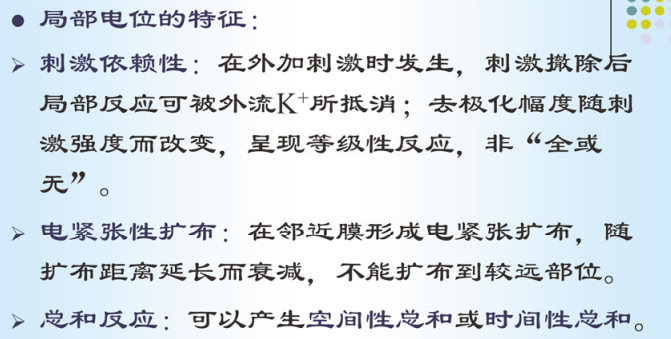 ● 局部电位的特征：
➢ 刺激依赖性：在外加刺激时发生，刺激撤除后
局部反应可被外流K⁺所抵消；去极化幅度随刺
激强度而改变，呈现等级性反应，非“全或
无”。
➢ 电紧张性扩布：在邻近膜形成电紧张扩布，随
扩布距离延长而衰减，不能扩布到较远部位。
➢ 总和反应：可以产生空间性总和或时间性总和。